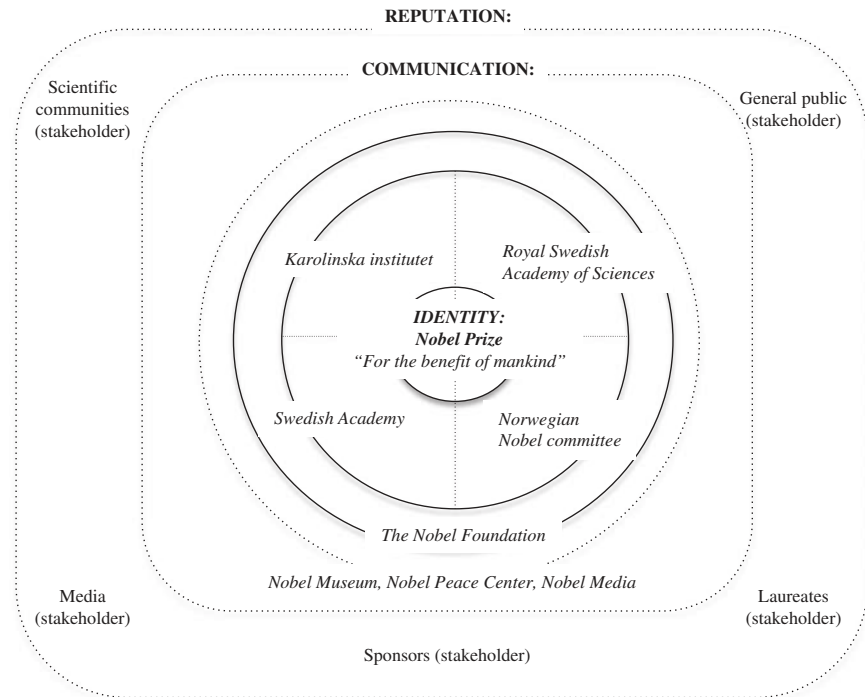 REPUTATION:
COMMUNICATION:
Scientific
communities
(stakeholder)
General public
(stakeholder)
Karolinska institutet
Royal Swedish
Academy of Sciences
IDENTITY:
Nobel Prize
“For the benefit of mankind”
Swedish Academy
Norwegian
Nobel committee
The Nobel Foundation
Nobel Museum, Nobel Peace Center, Nobel Media
Media
(stakeholder)
Laureates
(stakeholder)
Sponsors (stakeholder)